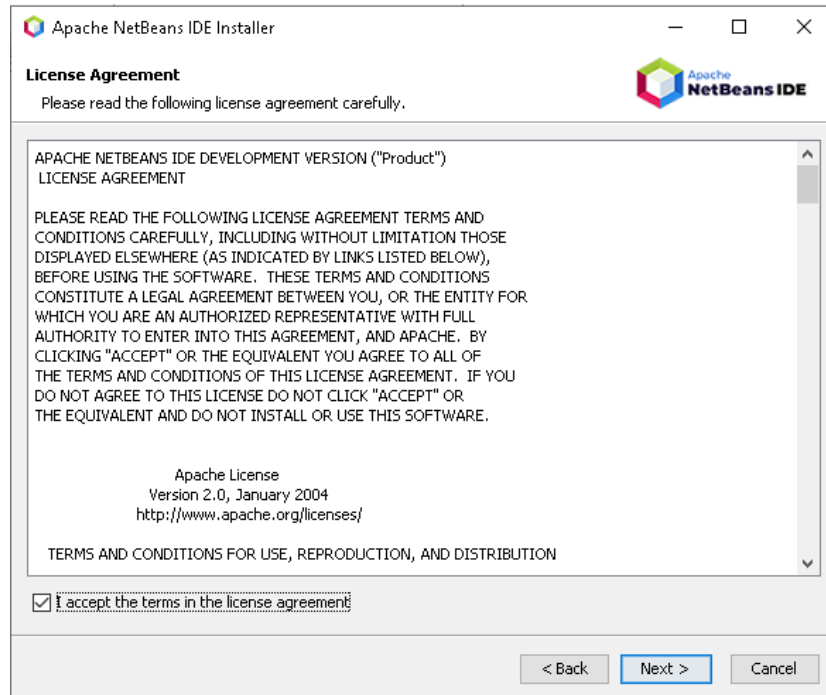 Apache NetBeans IDE Installer
License Agreement
Please read the following license agreement carefully.
Apache
NetBeans IDE
APACHE NETBEANS IDE DEVELOPMENT VERSION ("Product")
LICENSE AGREEMENT
PLEASE READ THE FOLLOWING LICENSE AGREEMENT TERMS AND
CONDITIONS CAREFULLY, INCLUDING WITHOUT LIMITATION THOSE
DISPLAYED ELSEWHERE (AS INDICATED BY LINKS LISTED BELOW),
BEFORE USING THE SOFTWARE.  THESE TERMS AND CONDITIONS
CONSTITUTE A LEGAL AGREEMENT BETWEEN YOU, OR THE ENTITY FOR
WHICH YOU ARE AN AUTHORIZED REPRESENTATIVE WITH FULL
AUTHORITY TO ENTER INTO THIS AGREEMENT, AND APACHE.  BY
CLICKING "ACCEPT" OR THE EQUIVALENT YOU AGREE TO ALL OF
THE TERMS AND CONDITIONS OF THIS LICENSE AGREEMENT.  IF YOU
DO NOT AGREE TO THIS LICENSE DO NOT CLICK "ACCEPT" OR
THE EQUIVALENT AND DO NOT INSTALL OR USE THIS SOFTWARE.
Apache License
Version 2.0, January 2004
http://www.apache.org/licenses/
TERMS AND CONDITIONS FOR USE, REPRODUCTION, AND DISTRIBUTION
I accept the terms in the license agreement
< Back
Next >
Cancel